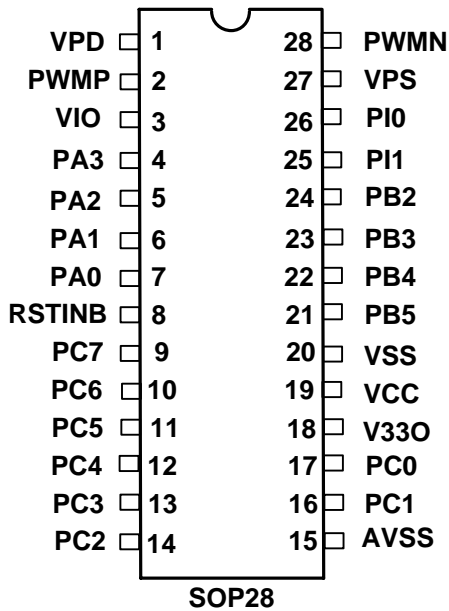 VPD 1 28 PWMN
PWMP 2 27 VPS
VIO 3 26 PI0
PA3 4 25 PI1
PA2 5 24 PB2
PA1 6 23 PB3
PA0 7 22 PB4
RSTINB 8 21 PB5
PC7 9 20 VSS
PC6 10 19 VCC
PC5 11 18 V33O
PC4 12 17 PC0
PC3 13 16 PC1
PC2 14 15 AVSS
SOP28